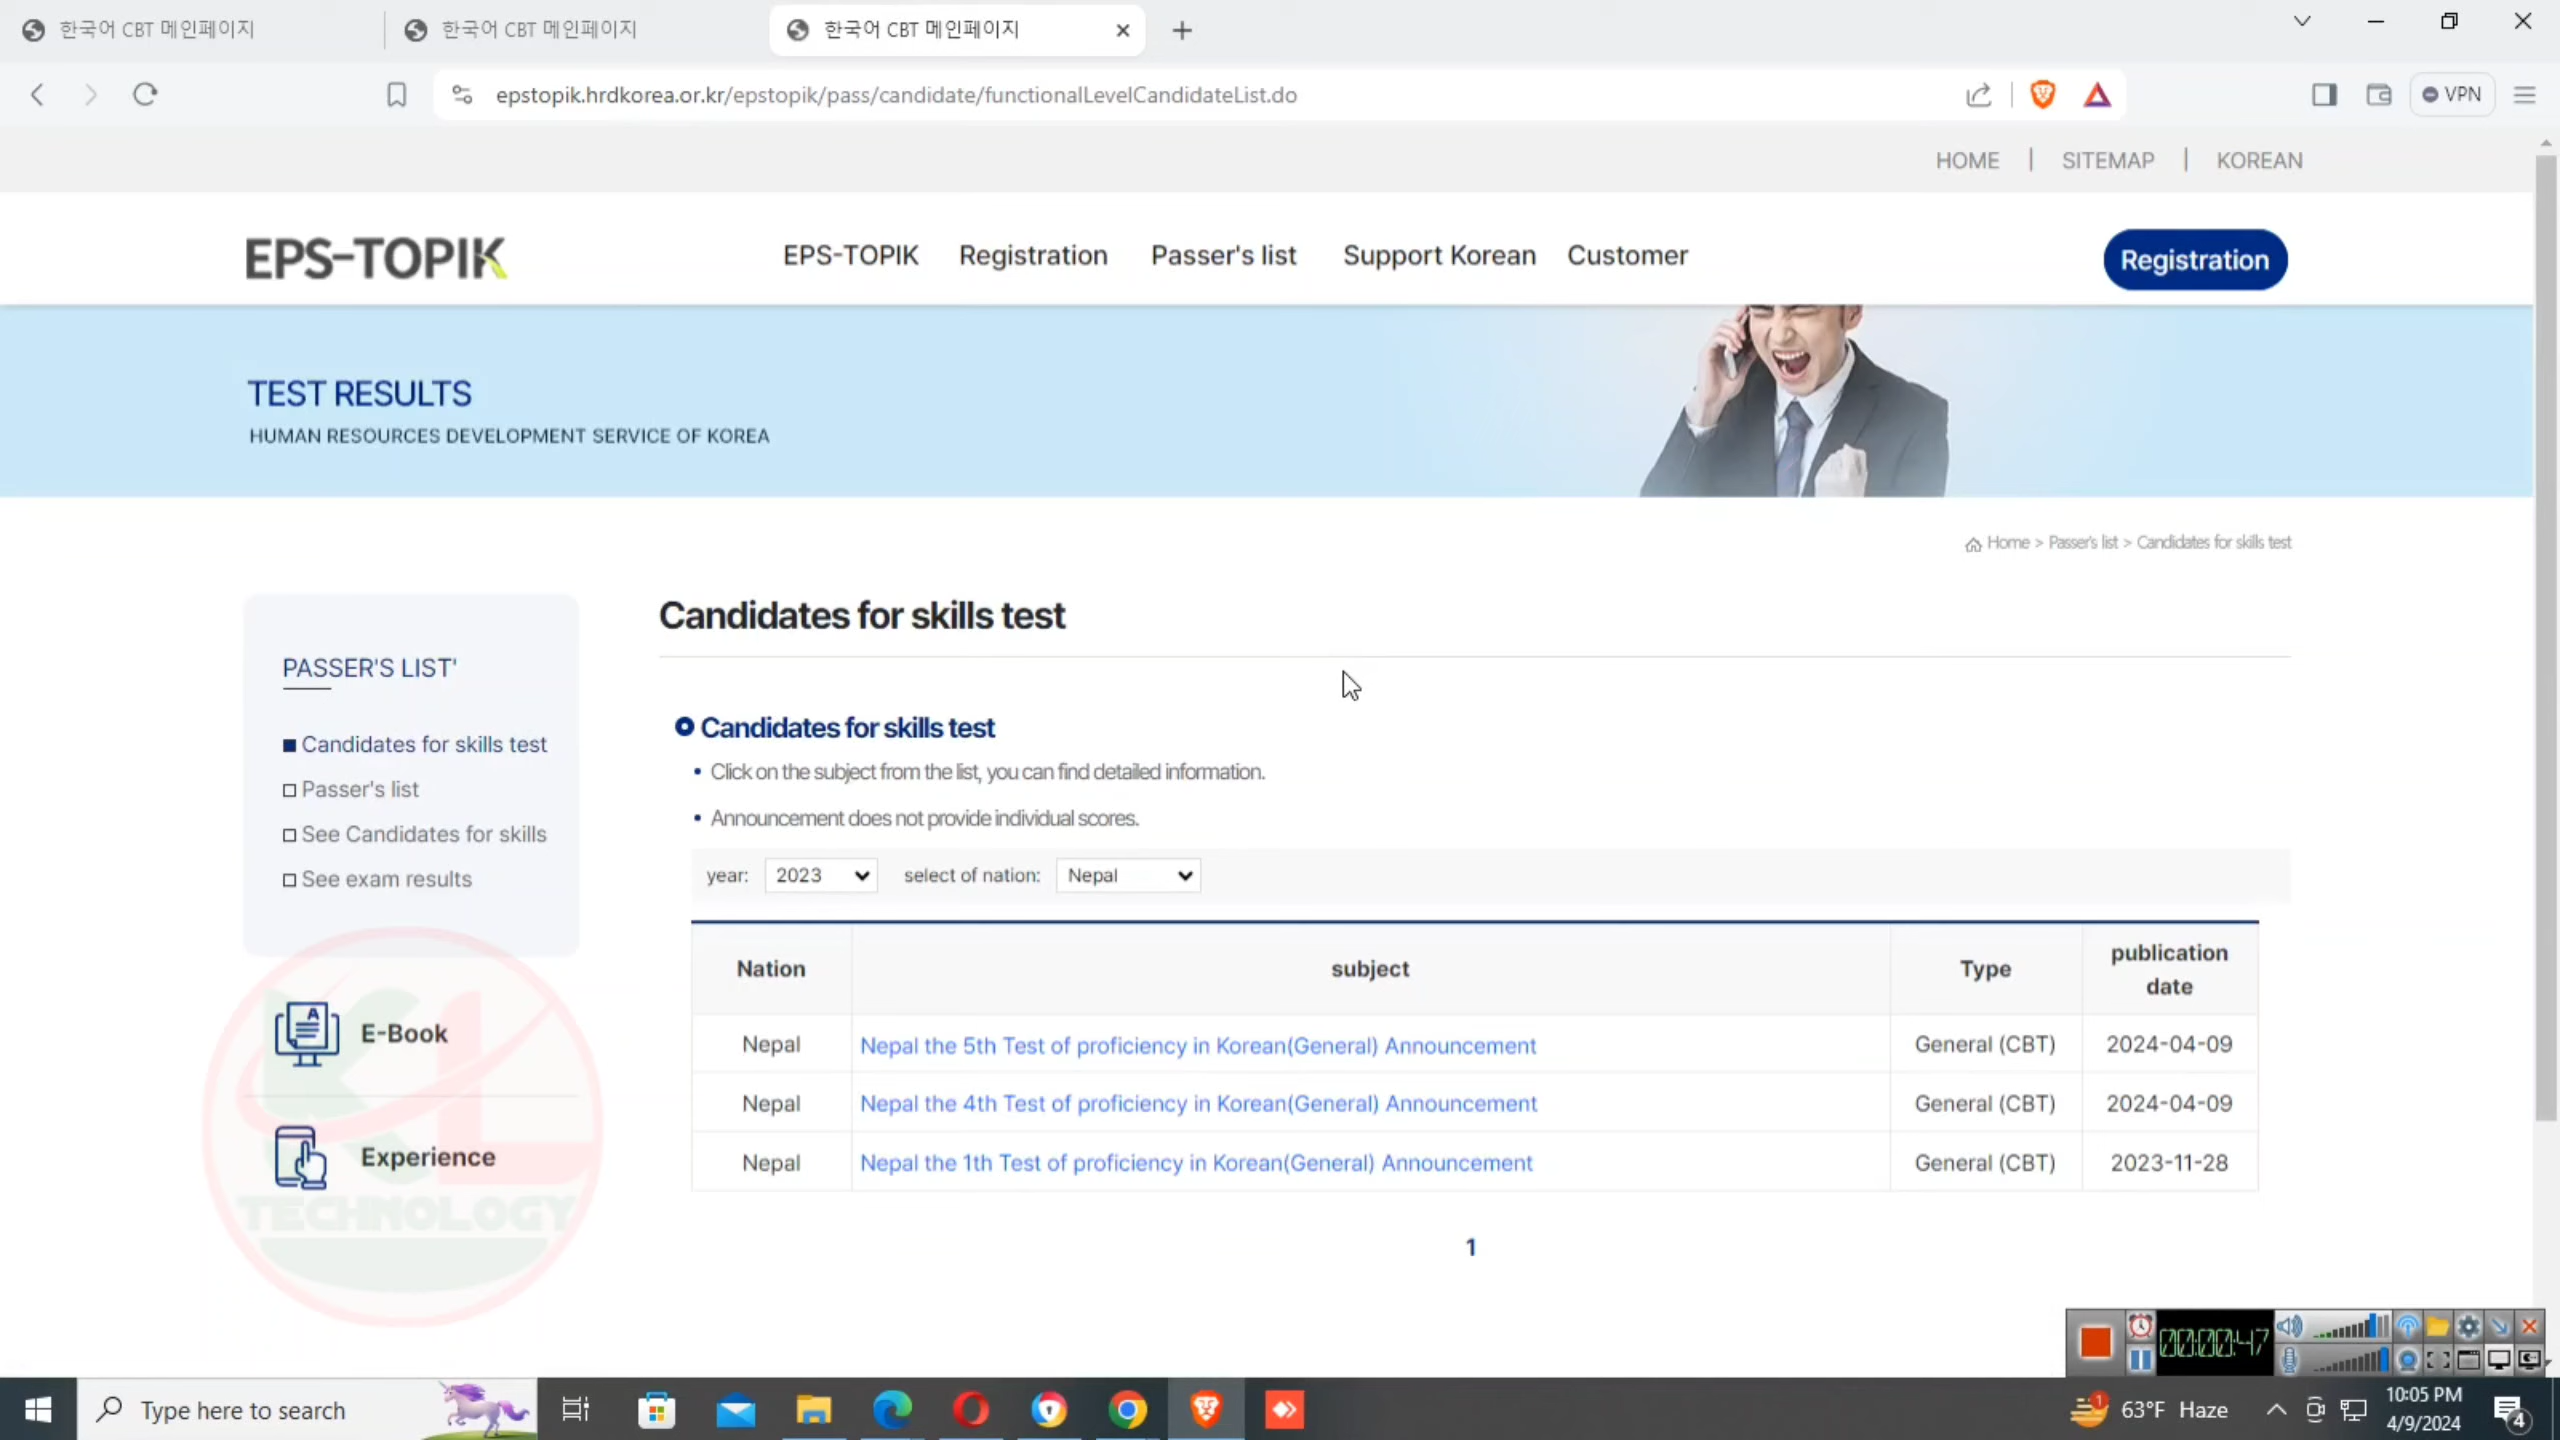 한국어 CBT 메인페이지
한국어 CBT 메인페이지
한국어 CBT 메인페이지
epstopik.hrdkorea.or.kr/epstopik/pass/candidate/functionalLevelCandidateList.do
VPN
HOME | SITEMAP | KOREAN
EPS-TOPIK
EPS-TOPIK Registration Passer's list Support Korean Customer
Registration
TEST RESULTS
HUMAN RESOURCES DEVELOPMENT SERVICE OF KOREA
Home > Passer's list > Candidates for skills test
PASSER'S LIST'
Candidates for skills test
Passer's list
See Candidates for skills
See exam results
E-Book
Experience
KL
TECHNOLOGY
Candidates for skills test
Candidates for skills test
• Click on the subject from the list, you can find detailed information.
• Announcement does not provide individual scores.
year: 2023 select of nation: Nepal
Nation subject Type publication date
Nepal Nepal the 5th Test of proficiency in Korean(General) Announcement General (CBT) 2024-04-09
Nepal Nepal the 4th Test of proficiency in Korean(General) Announcement General (CBT) 2024-04-09
Nepal Nepal the 1th Test of proficiency in Korean(General) Announcement General (CBT) 2023-11-28
1
00:00:47
Type here to search
1
63°F Haze
10:05 PM
4/9/2024
4